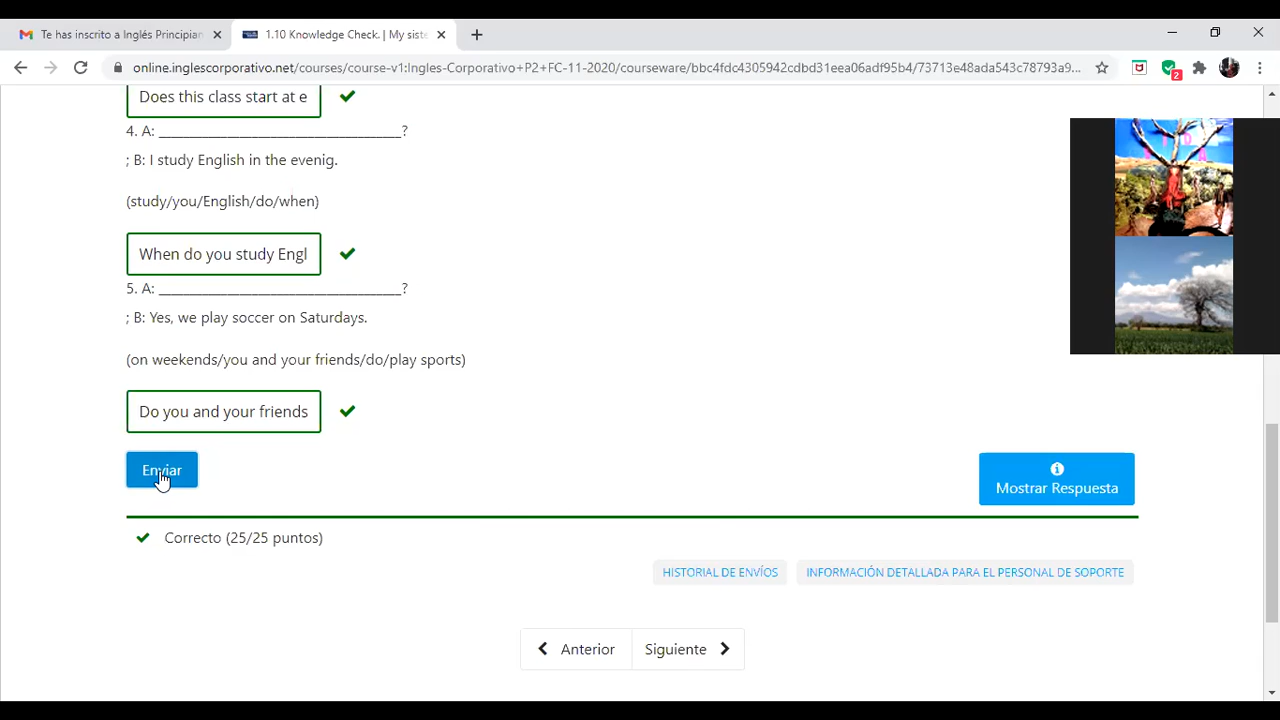 Te has inscrito a Inglés Principian
1.10 Knowledge Check. | My siste
online.inglescorporativo.net/courses/course-v1:Ingles-Corporativo+P2+FC-11-2020/courseware/bbc4fdc4305942cdbd31eea06adf95b4/73713e48ada543c78793a9...
2
Does this class start at e
4. A: ___________________________________?
; B: I study English in the evenig.
(study/you/English/do/when)
When do you study Engl
5. A: ___________________________________?
; B: Yes, we play soccer on Saturdays.
(on weekends/you and your friends/do/play sports)
Do you and your friends
Enviar
Mostrar Respuesta
Correcto (25/25 puntos)
HISTORIAL DE ENVÍOS
INFORMACIÓN DETALLADA PARA EL PERSONAL DE SOPORTE
Anterior
Siguiente